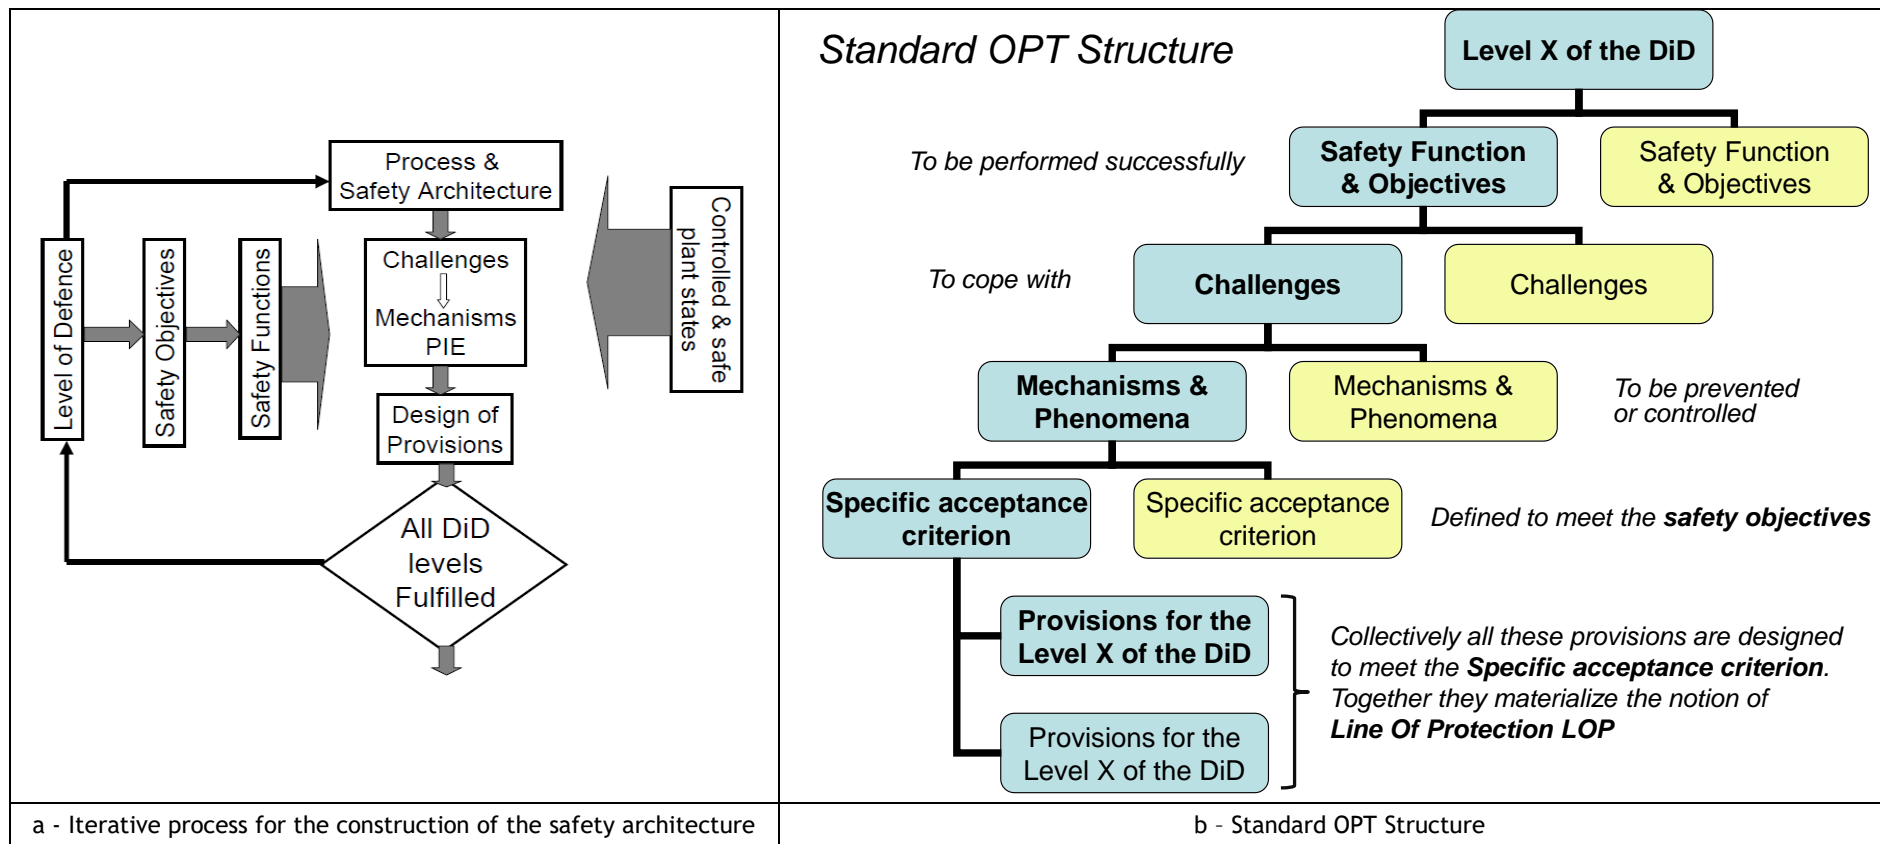 Process &
Safety Architecture
Level of Defence
Safety Objectives
Safety Functions
Challenges
Mechanisms
PIE
Controlled & safe
plant states
Design of
Provisions
All DiD
levels
Fulfilled
a - Iterative process for the construction of the safety architecture
Standard OPT Structure
Level X of the DiD
To be performed successfully
Safety Function
& Objectives
Safety Function
& Objectives
To cope with
Challenges
Challenges
Mechanisms &
Phenomena
Mechanisms &
Phenomena
To be prevented
or controlled
Specific acceptance
criterion
Specific acceptance
criterion
Defined to meet the safety objectives
Provisions for the
Level X of the DiD
Provisions for the
Level X of the DiD
Collectively all these provisions are designed
to meet the Specific acceptance criterion.
Together they materialize the notion of
Line Of Protection LOP
b – Standard OPT Structure